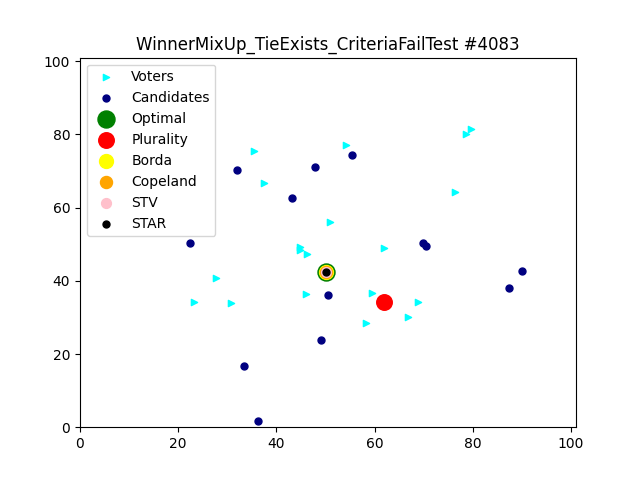 WinnerMixUp_TieExists_CriteriaFailTest #4083
100
80
60
40
20
0
Voters
Candidates
Optimal
Plurality
Borda
Copeland
STV
STAR
0 20 40 60 80 100